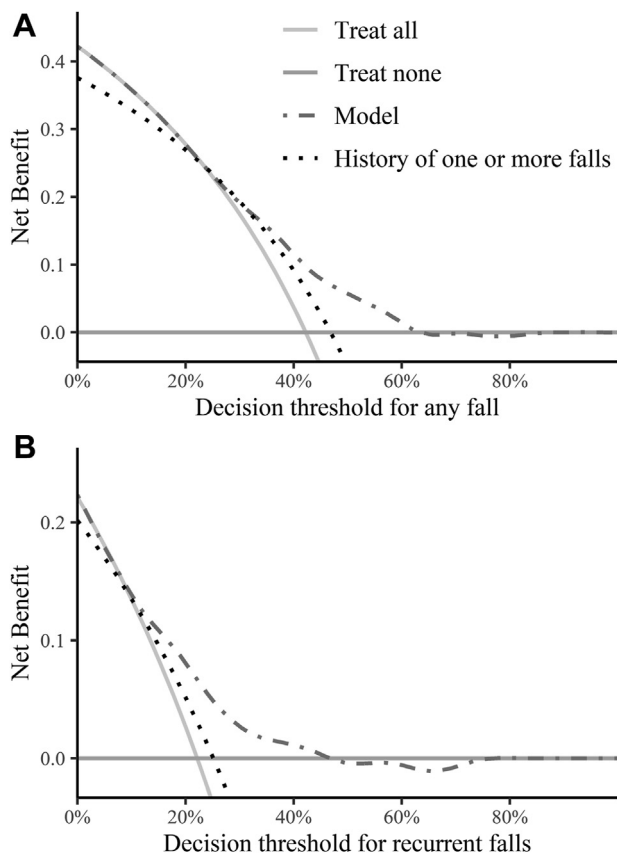 A
Treat all
Treat none
Model
History of one or more falls
Net Benefit
0.4
0.3
0.2
0.1
0.0
0% 20% 40% 60% 80%
Decision threshold for any fall
B
Net Benefit
0.2
0.1
0.0
0% 20% 40% 60% 80%
Decision threshold for recurrent falls